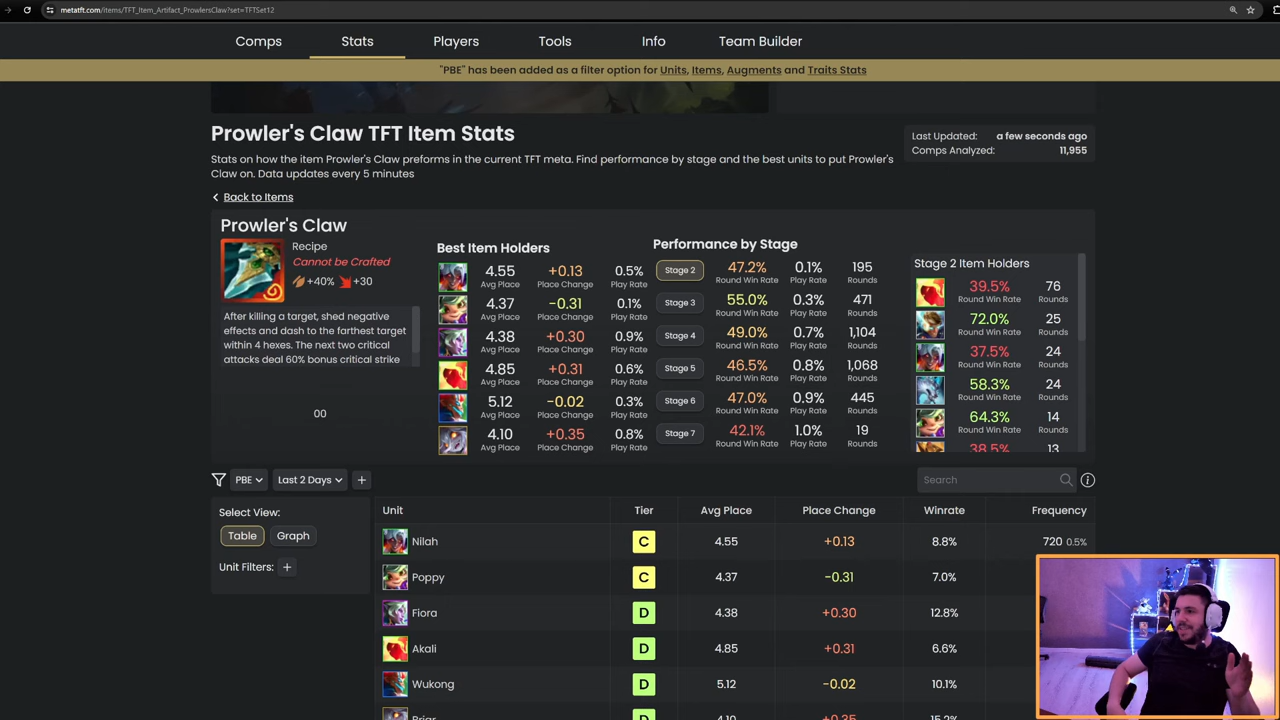 metatft.com/items/TFT_Item_Artifact_ProwlersClaw?set=TFTSet12
Comps
Stats
Players
Tools
Info
Team Builder
"PBE" has been added as a filter option for Units, Items, Augments and Traits Stats
Prowler's Claw TFT Item Stats
Stats on how the item Prowler's Claw preforms in the current TFT meta. Find performance by stage and the best units to put Prowler's
Claw on. Data updates every 5 minutes
Last Updated: a few seconds ago
Comps Analyzed: 11,955
Back to Items
Prowler's Claw
Recipe
Cannot be Crafted
+40% +30
After killing a target, shed negative
effects and dash to the farthest target
within 4 hexes. The next two critical
attacks deal 60% bonus critical strike
00
Best Item Holders
4.55 +0.13 0.5%
Avg Place Place Change Play Rate
4.37 -0.31 0.1%
Avg Place Place Change Play Rate
4.38 +0.30 0.9%
Avg Place Place Change Play Rate
4.85 +0.31 0.6%
Avg Place Place Change Play Rate
5.12 -0.02 0.3%
Avg Place Place Change Play Rate
4.10 +0.35 0.8%
Avg Place Place Change Play Rate
Performance by Stage
Stage 2 47.2% 0.1% 195
Round Win Rate Play Rate Rounds
Stage 3 55.0% 0.3% 471
Round Win Rate Play Rate Rounds
Stage 4 49.0% 0.7% 1,104
Round Win Rate Play Rate Rounds
Stage 5 46.5% 0.8% 1,068
Round Win Rate Play Rate Rounds
Stage 6 47.0% 0.9% 445
Round Win Rate Play Rate Rounds
Stage 7 42.1% 1.0% 19
Round Win Rate Play Rate Rounds
Stage 2 Item Holders
39.5% 76
Round Win Rate Rounds
72.0% 25
Round Win Rate Rounds
37.5% 24
Round Win Rate Rounds
58.3% 24
Round Win Rate Rounds
64.3% 14
Round Win Rate Rounds
38.5% 13
PBE
Last 2 Days
+
Search
Select View:
Table
Graph
Unit Filters: +
Unit Tier Avg Place Place Change Winrate Frequency
Nilah C 4.55 +0.13 8.8% 720 0.5%
Poppy C 4.37 -0.31 7.0%
Fiora D 4.38 +0.30 12.8%
Akali D 4.85 +0.31 6.6%
Wukong D 5.12 -0.02 10.1%
Briar D 4.10 +0.35 15.2%